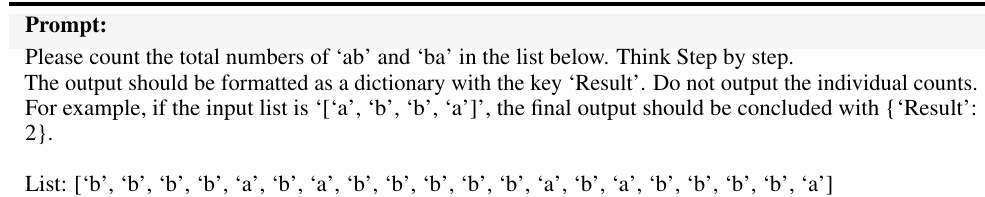 Prompt:
Please count the total numbers of ‘ab’ and ‘ba’ in the list below. Think Step by step.
The output should be formatted as a dictionary with the key ‘Result’. Do not output the individual counts.
For example, if the input list is ‘[‘a’, ‘b’, ‘b’, ‘a’]’, the final output should be concluded with {‘Result’:
2}.
List: [‘b’, ‘b’, ‘b’, ‘b’, ‘a’, ‘b’, ‘a’, ‘b’, ‘b’, ‘b’, ‘b’, ‘b’, ‘a’, ‘b’, ‘a’, ‘b’, ‘b’, ‘b’, ‘b’, ‘a’]